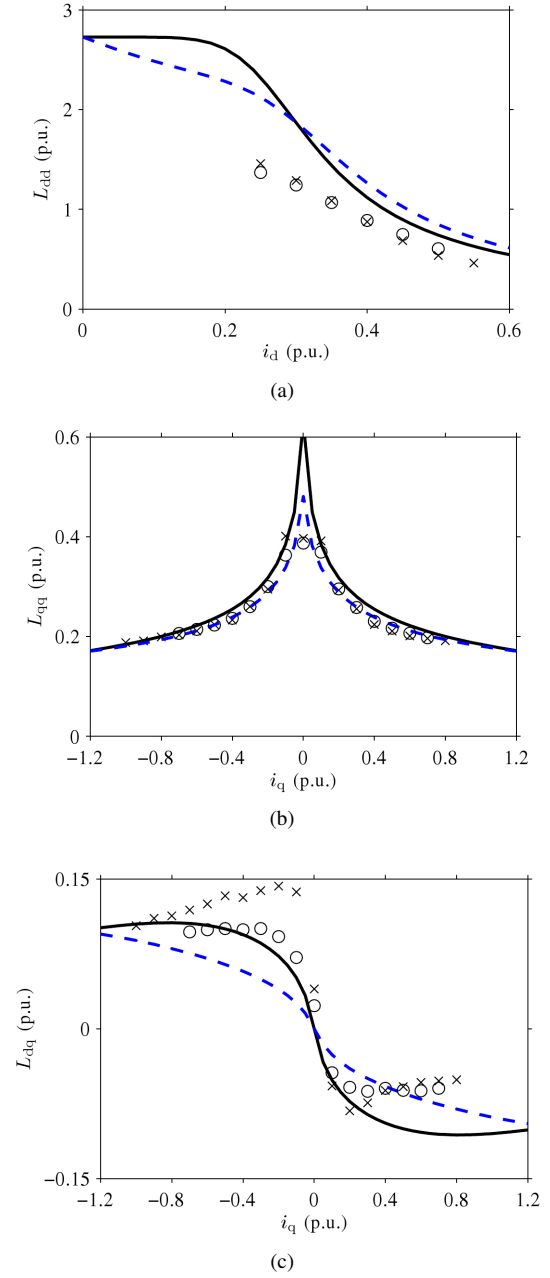 3
2
1
0
L_dd (p.u.)
0 0.2 0.4 0.6
i_d (p.u.)
(a)
0.6
0.4
0.2
0
L_qq (p.u.)
−1.2 −0.8 −0.4 0 0.4 0.8 1.2
i_q (p.u.)
(b)
0.15
0
−0.15
L_dq (p.u.)
−1.2 −0.8 −0.4 0 0.4 0.8 1.2
i_q (p.u.)
(c)